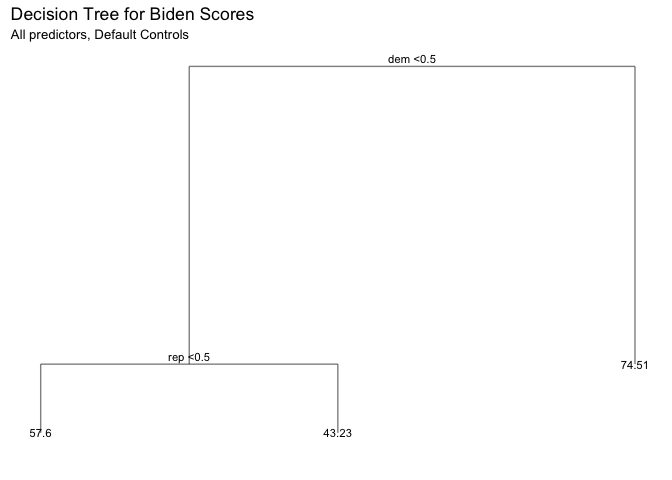 Decision Tree for Biden Scores
All predictors, Default Controls
dem <0.5
rep <0.5
74.51
57.6
43.23